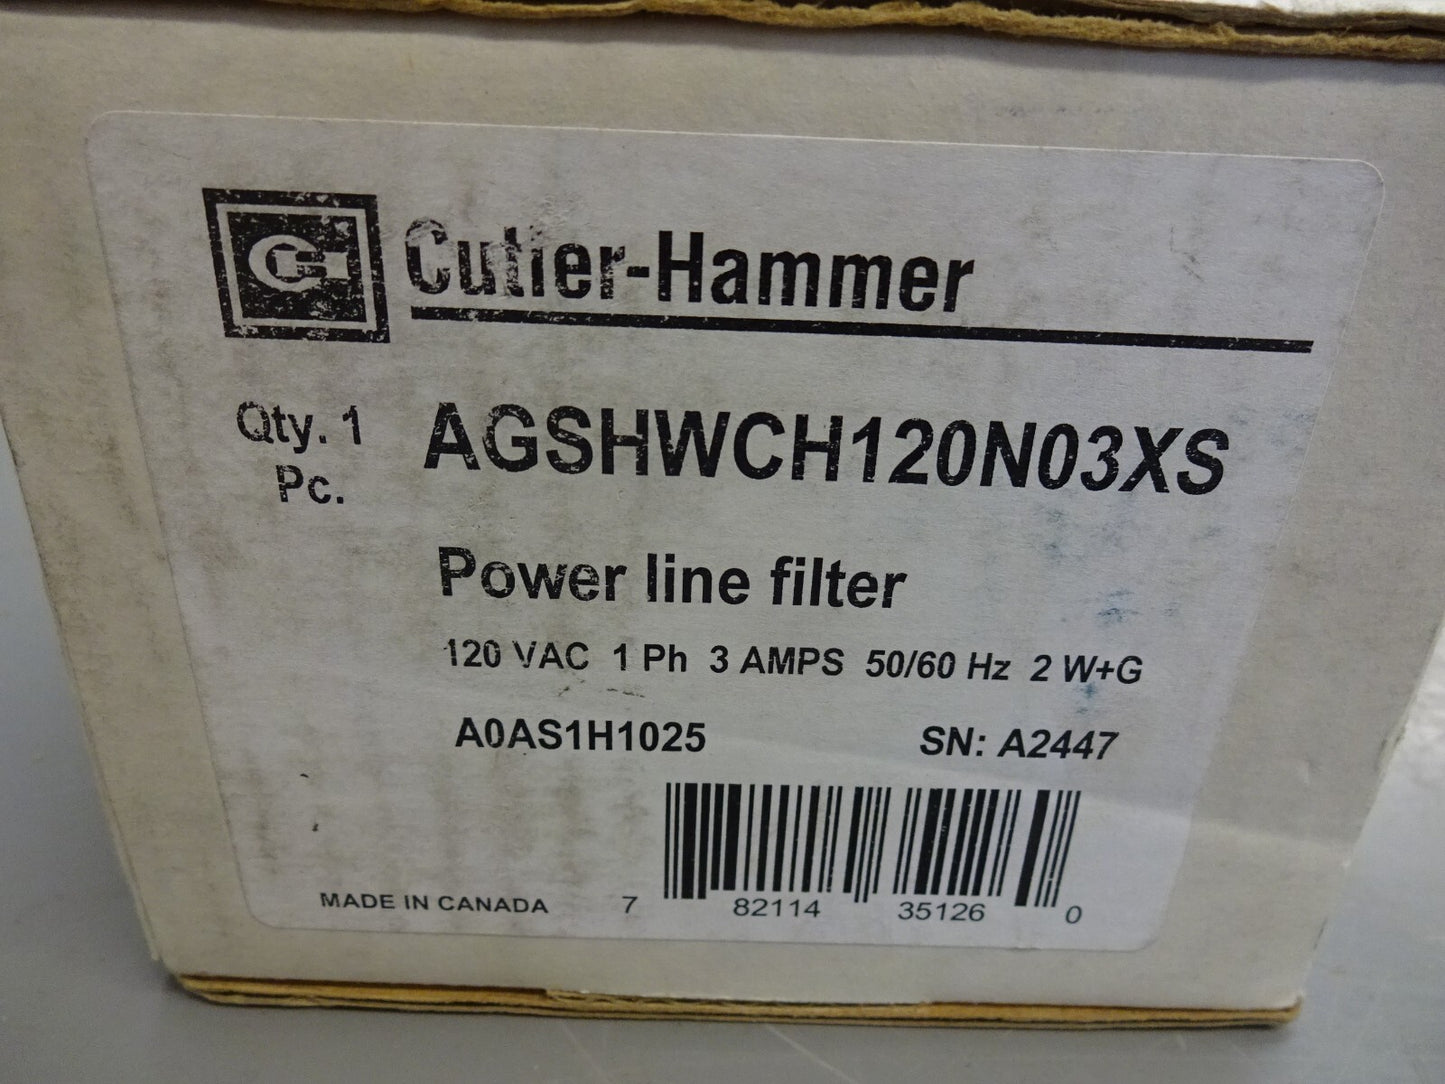 CH Cutler-Hammer
Qty. 1 Pc.
AGSHWCH120N03XS
Power line filter
120 VAC 1 Ph 3 AMPS 50/60 Hz 2 W+G
A0AS1H1025 SN: A2447
MADE IN CANADA 7 82114 35126 0